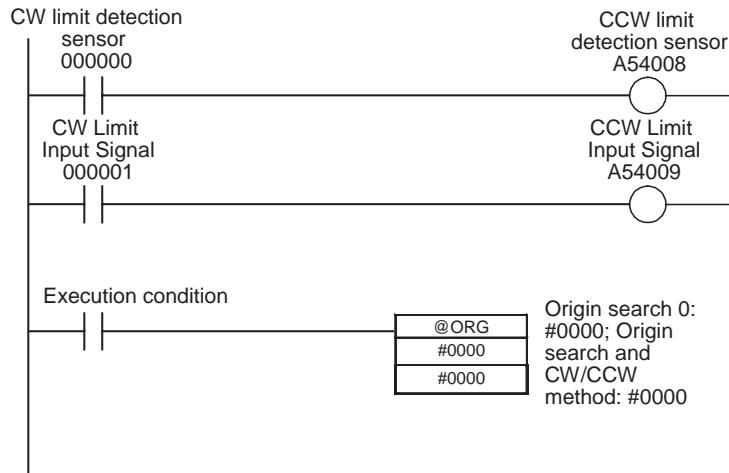 CW limit detection
sensor
000000
CCW limit
detection sensor
A54008
CW Limit
Input Signal
000001
CCW Limit
Input Signal
A54009
Execution condition
@ORG
#0000
#0000
Origin search 0:
#0000; Origin
search and
CW/CCW
method: #0000